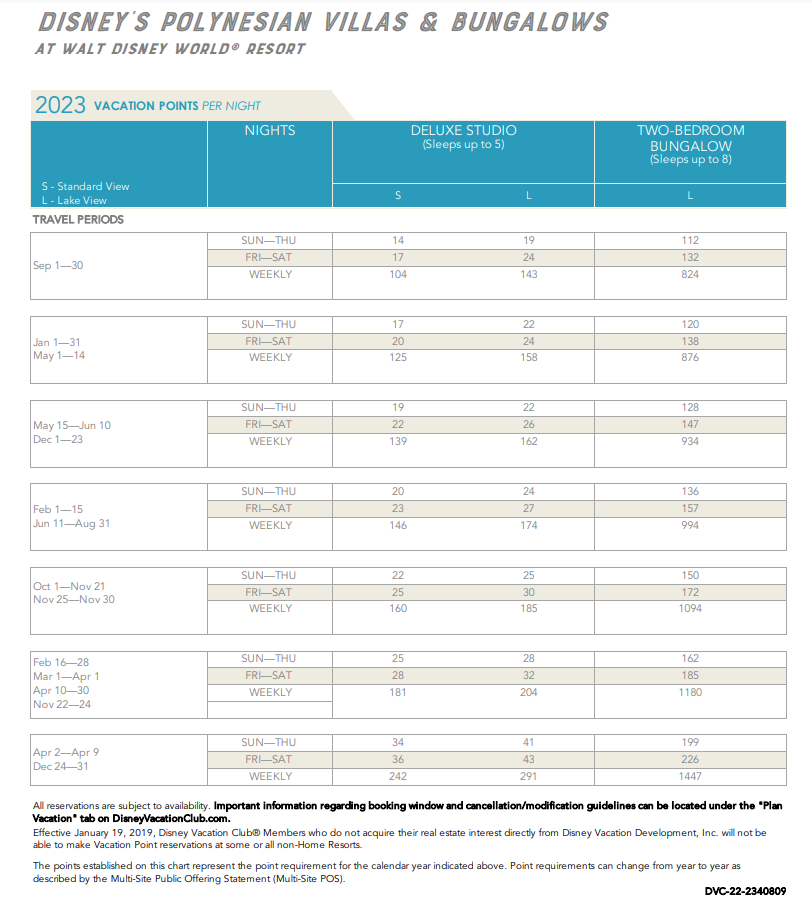 DISNEY'S POLYNESIAN VILLAS & BUNGALOWS
AT WALT DISNEY WORLD® RESORT
2023 VACATION POINTS PER NIGHT
NIGHTS DELUXE STUDIO TWO-BEDROOM
(Sleeps up to 5) BUNGALOW
(Sleeps up to 8)
S - Standard View
L - Lake View
S L L
TRAVEL PERIODS
Sep 1—30
SUN—THU 14 19 112
FRI—SAT 17 24 132
WEEKLY 104 143 824
Jan 1—31
May 1—14
SUN—THU 17 22 120
FRI—SAT 20 24 138
WEEKLY 125 158 876
May 15—Jun 10
Dec 1—23
SUN—THU 19 22 128
FRI—SAT 22 26 147
WEEKLY 139 162 934
Feb 1—15
Jun 11—Aug 31
SUN—THU 20 24 136
FRI—SAT 23 27 157
WEEKLY 146 174 994
Oct 1—Nov 21
Nov 25—Nov 30
SUN—THU 22 25 150
FRI—SAT 25 30 172
WEEKLY 160 185 1094
Feb 16—28
Mar 1—Apr 1
Apr 10—30
Nov 22—24
SUN—THU 25 28 162
FRI—SAT 28 32 185
WEEKLY 181 204 1180
Apr 2—Apr 9
Dec 24—31
SUN—THU 34 41 199
FRI—SAT 36 43 226
WEEKLY 242 291 1447
All reservations are subject to availability. Important information regarding booking window and cancellation/modification guidelines can be located under the "Plan
Vacation" tab on DisneyVacationClub.com.
Effective January 19, 2019, Disney Vacation Club® Members who do not acquire their real estate interest directly from Disney Vacation Development, Inc. will not be
able to make Vacation Point reservations at some or all non-Home Resorts.
The points established on this chart represent the point requirement for the calendar year indicated above. Point requirements can change from year to year as
described by the Multi-Site Public Offering Statement (Multi-Site POS).
DVC-22-2340809